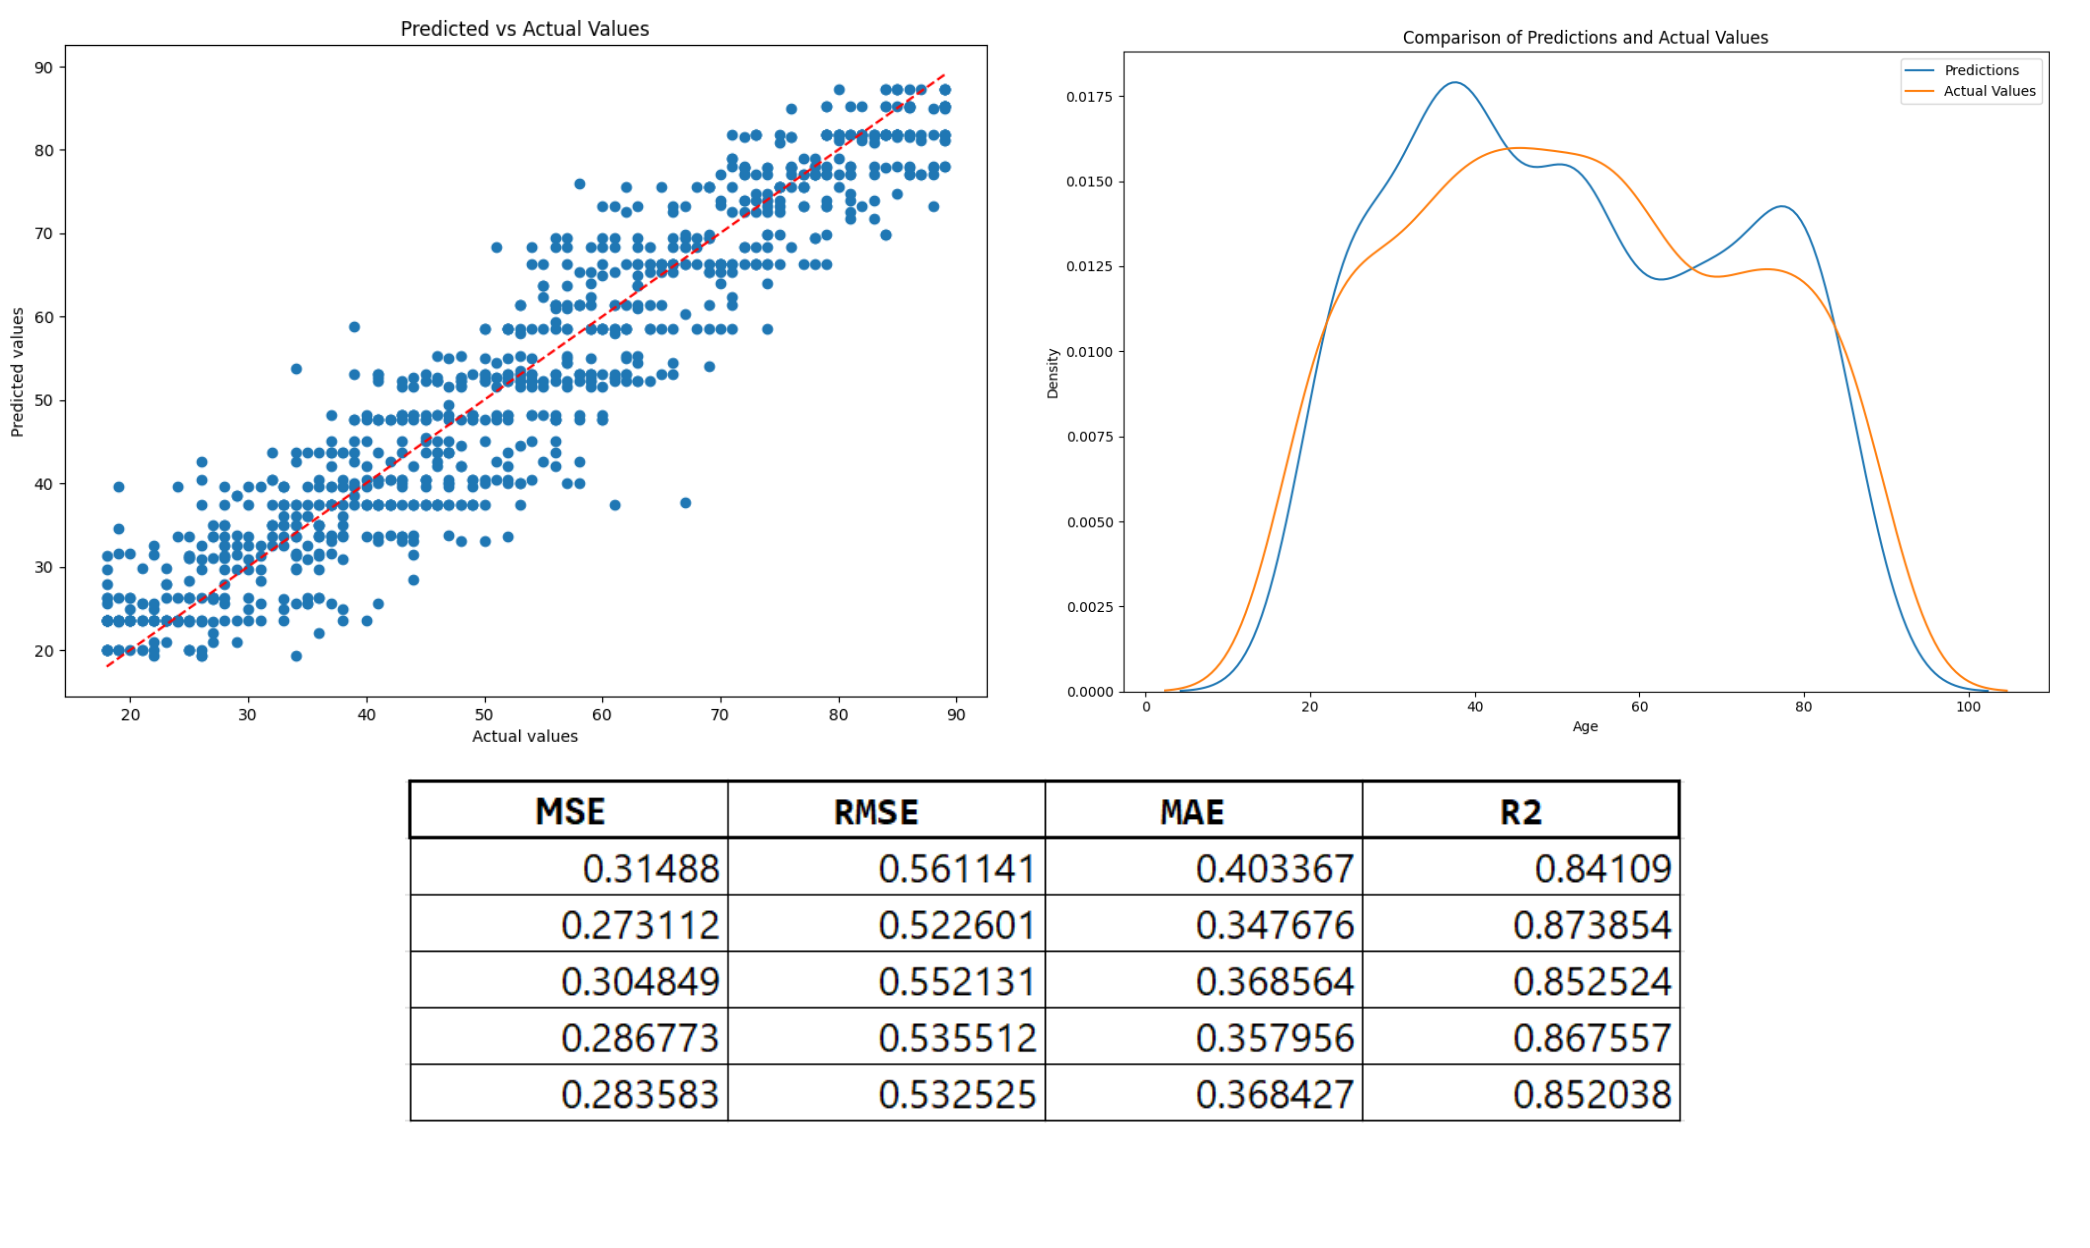 Predicted vs Actual Values
90
80
70
60
50
40
30
20
Predicted values
20 30 40 50 60 70 80 90
Actual values
Comparison of Predictions and Actual Values
Predictions
Actual Values
0.0175
0.0150
0.0125
0.0100
0.0075
0.0050
0.0025
0.0000
Density
0 20 40 60 80 100
Age
MSE RMSE MAE R2
0.31488 0.561141 0.403367 0.84109
0.273112 0.522601 0.347676 0.873854
0.304849 0.552131 0.368564 0.852524
0.286773 0.535512 0.357956 0.867557
0.283583 0.532525 0.368427 0.852038